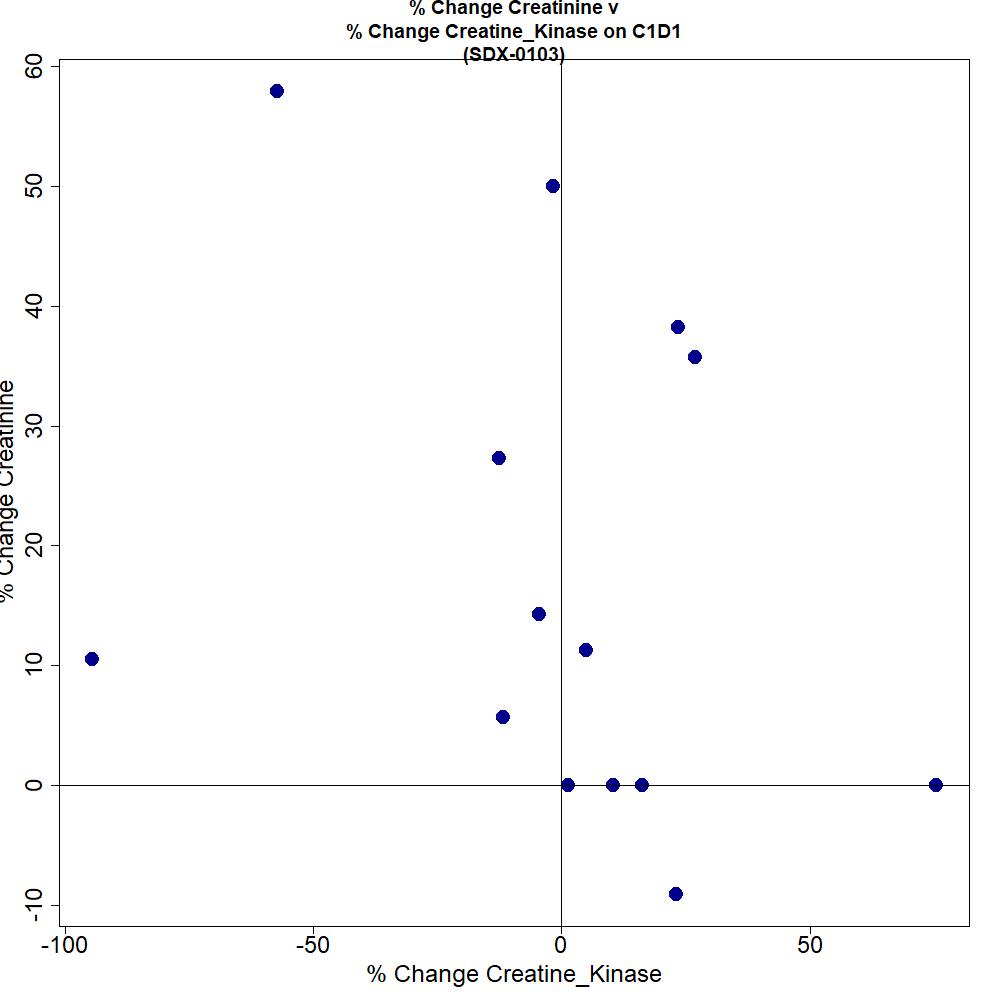 % Change Creatinine v
% Change Creatine_Kinase on C1D1
(SDX-0103)
60
50
40
30
20
10
0
-10
% Change Creatinine
-100
-50
0
50
% Change Creatine_Kinase